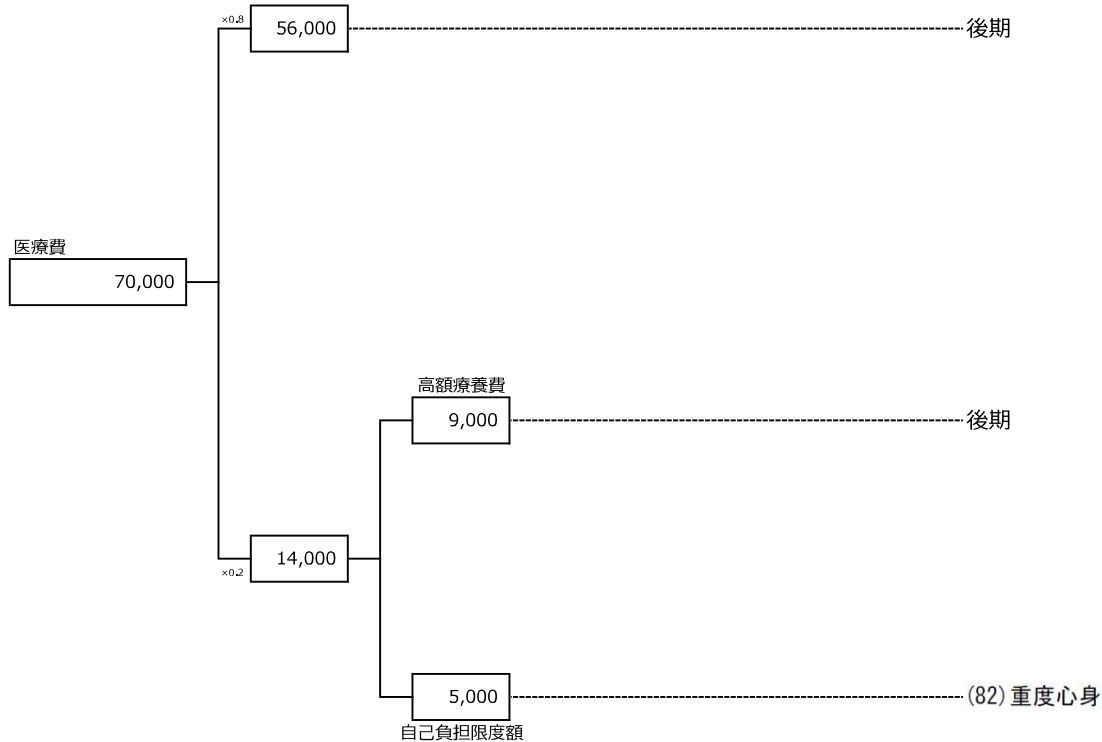 ×0.8
56,000
後期
医療費
70,000
高額療養費
9,000
後期
14,000
×0.2
5,000
(82)重度心身
自己負担限度額